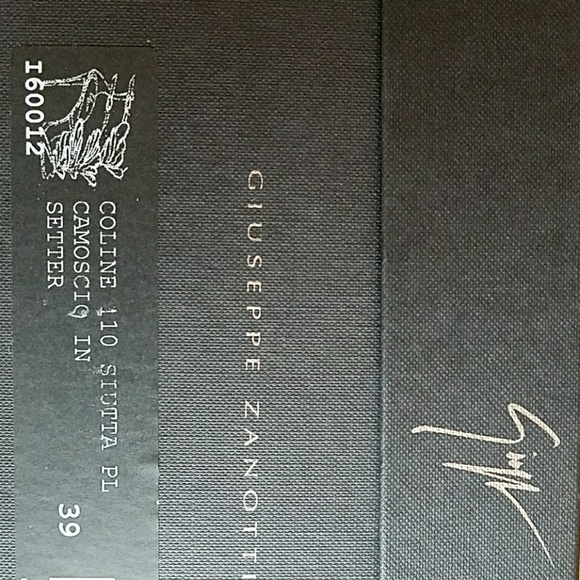 I60012
COLINE 110 SIUTTA PL
CAMOSCIO IN
SETTER
39
GIUSEPPE ZANOTTI